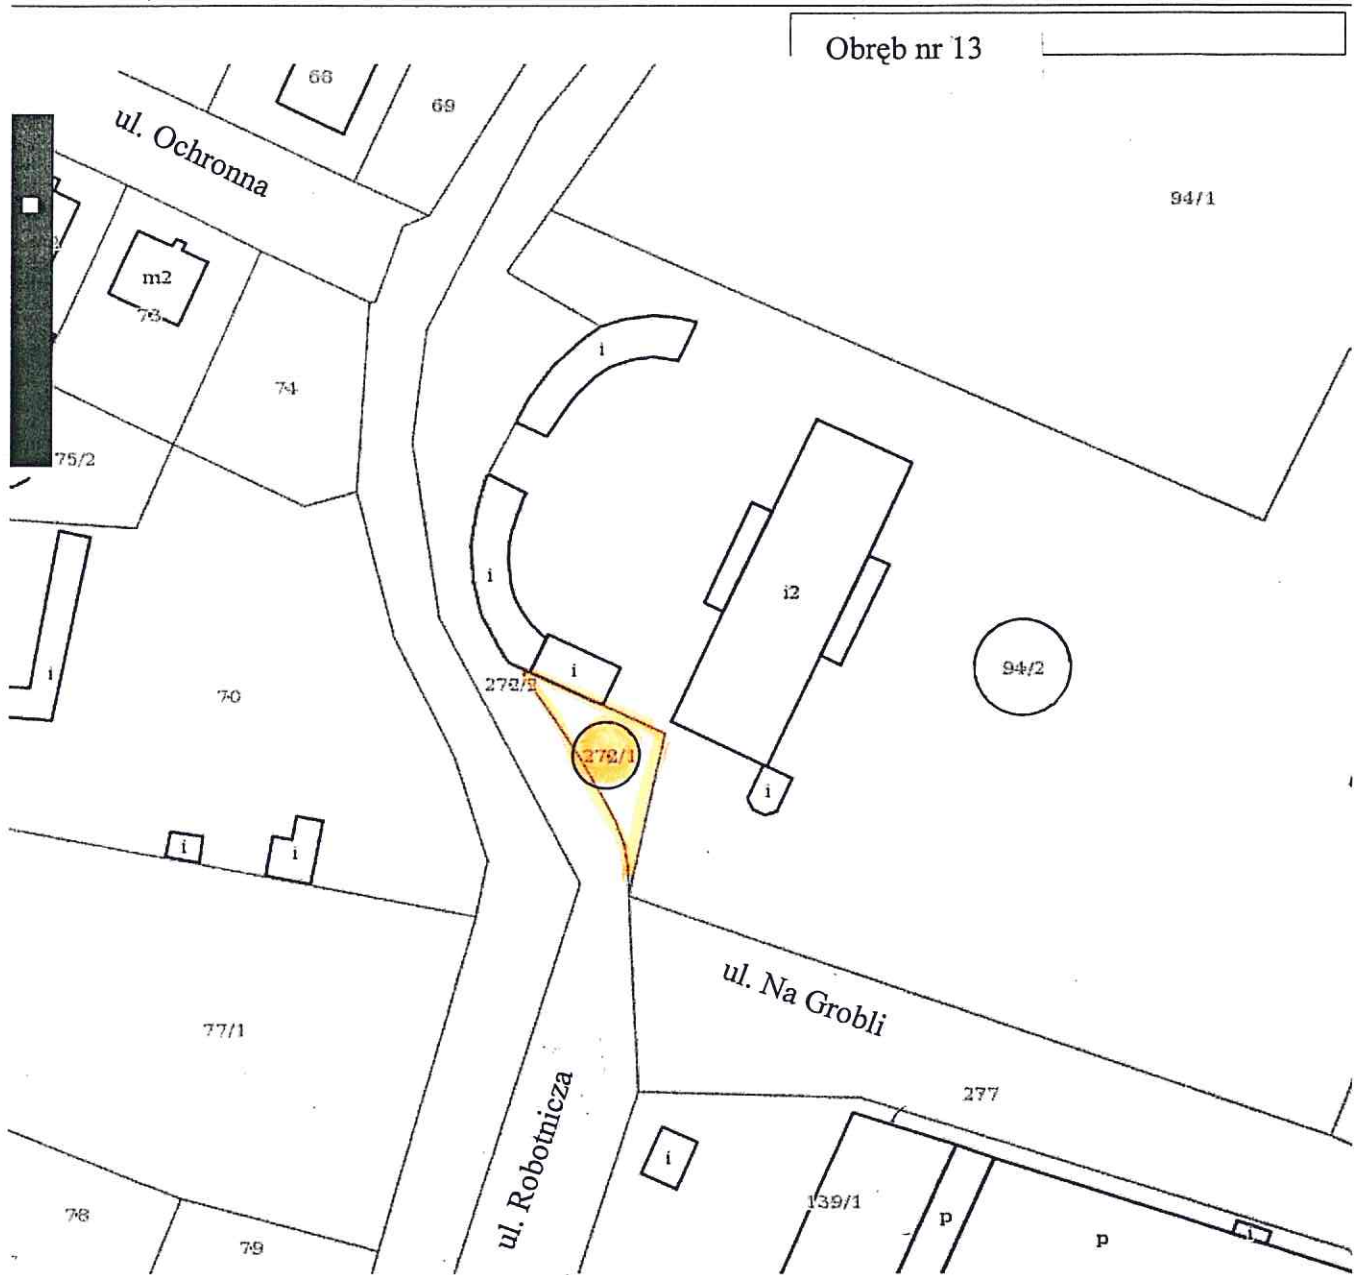 Obręb nr 13
68
69
ul. Ochronna
94/1
m2
73
i
74
75/2
i
i2
i
272/2
94/2
i
70
272/1
i
i
i
77/1
ul. Na Grobli
ul. Robotnicza
277
i
139/1
78
p
i
79
p